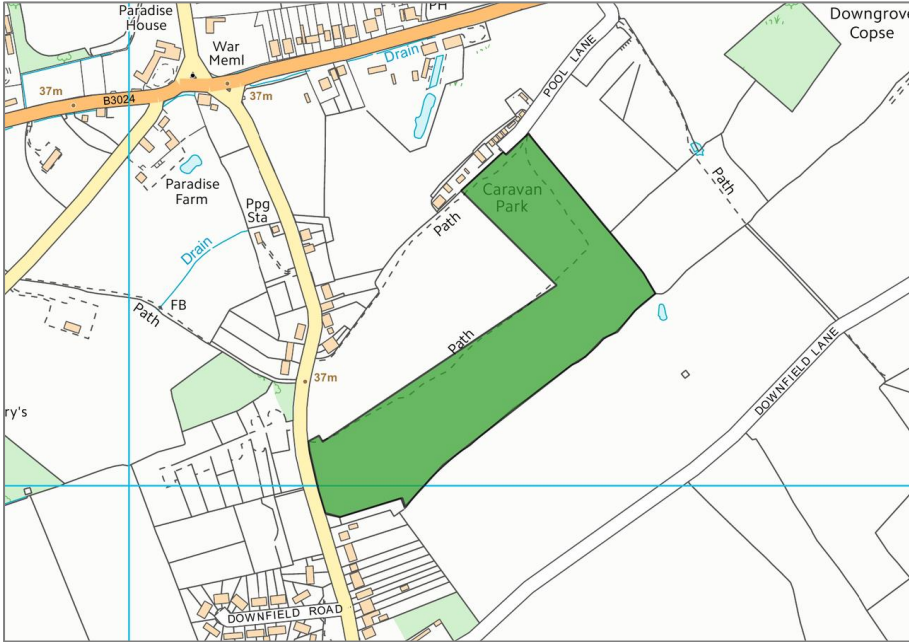 Paradise
House
PH
Downgrove
Copse
War
Meml
Drain
POOL LANE
37m
B3024
37m
Paradise
Farm
Caravan
Park
Path
Ppg
Sta
Path
Drain
FB
Path
Path
DOWNFIELD LANE
37m
ry's
DOWNFIELD ROAD